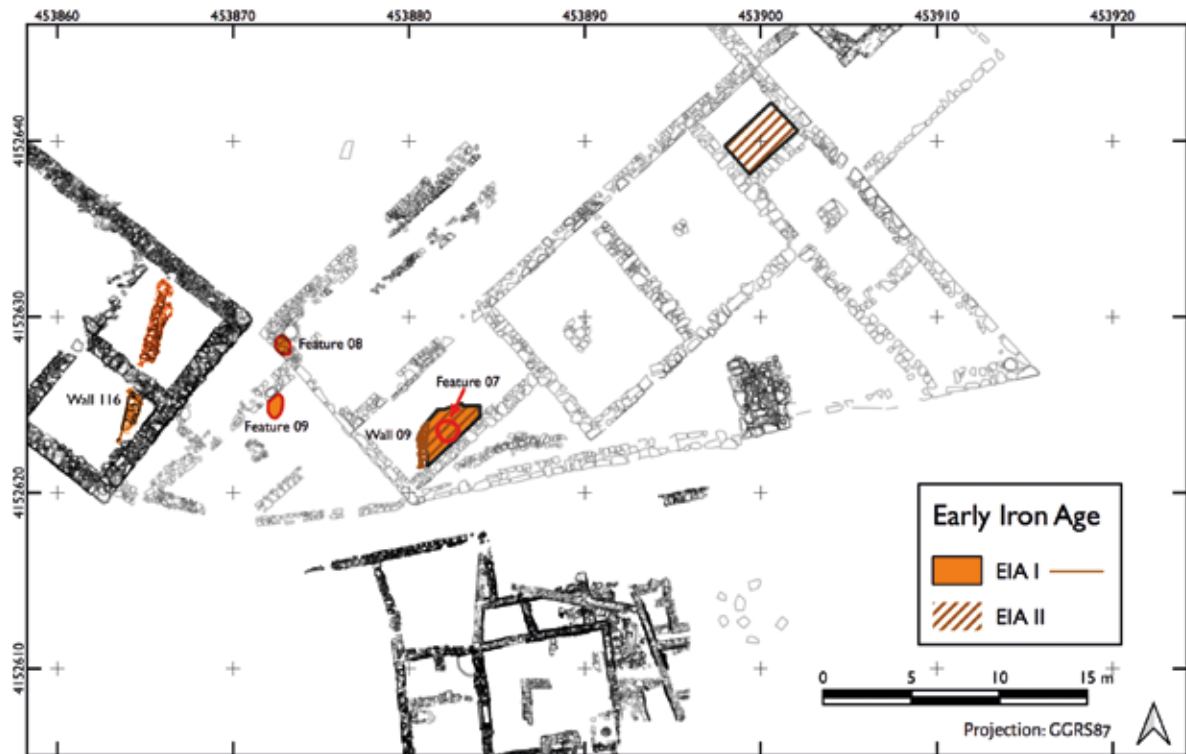 453860 453870 453880 453890 453900 453910 453920
4152640
4152630
4152620
4152610
Feature 08
Feature 07
Wall 116
Feature 09
Wall 09
Early Iron Age
EIA I
EIA II
0 5 10 15 m
Projection: GGRS87